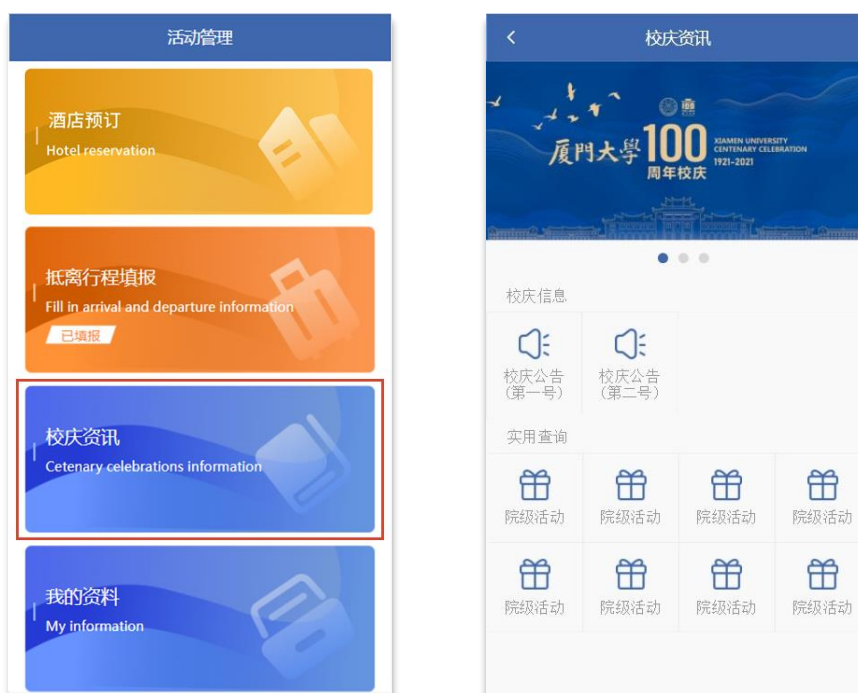 活动管理
酒店预订
Hotel reservation
抵离行程填报
Fill in arrival and departure information
已填报
校庆资讯
Cetenary celebrations information
我的资料
My information
校庆资讯
厦門大學100
周年校庆
XIAMEN UNIVERSITY
CENTENARY CELEBRATION
1921-2021
校庆信息
校庆公告
(第一号)
校庆公告
(第二号)
实用查询
院级活动
院级活动
院级活动
院级活动
院级活动
院级活动
院级活动
院级活动